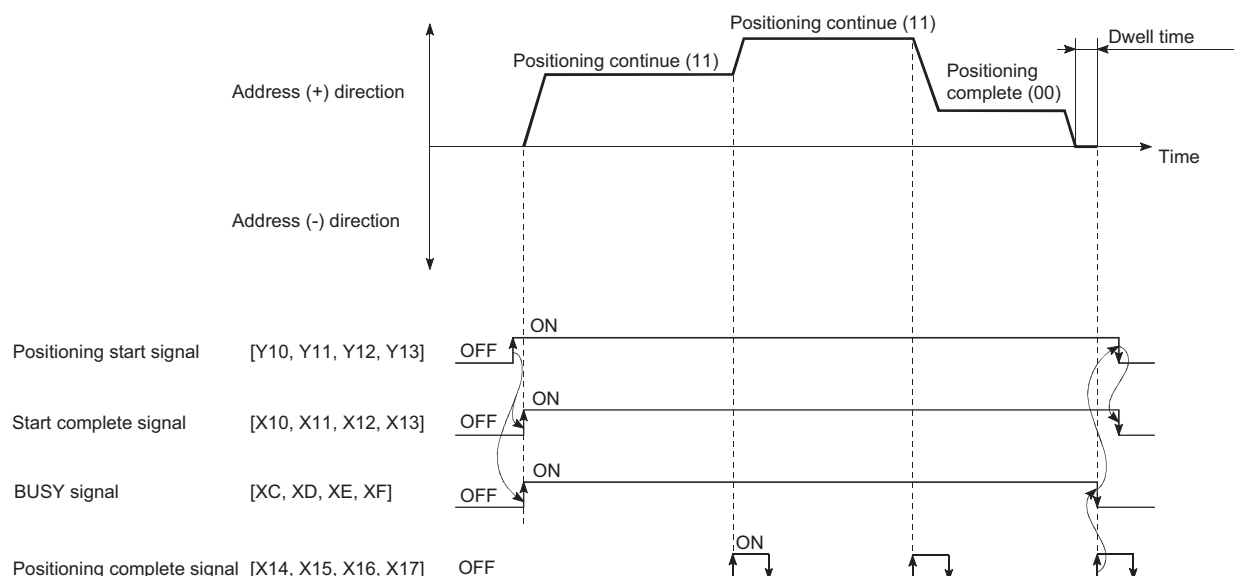 Positioning continue (11)
Dwell time
Positioning continue (11)
Positioning
complete (00)
Address (+) direction
Time
Address (-) direction
ON
Positioning start signal [Y10, Y11, Y12, Y13] OFF
ON
Start complete signal [X10, X11, X12, X13] OFF
ON
BUSY signal [XC, XD, XE, XF] OFF
ON
Positioning complete signal [X14, X15, X16, X17] OFF